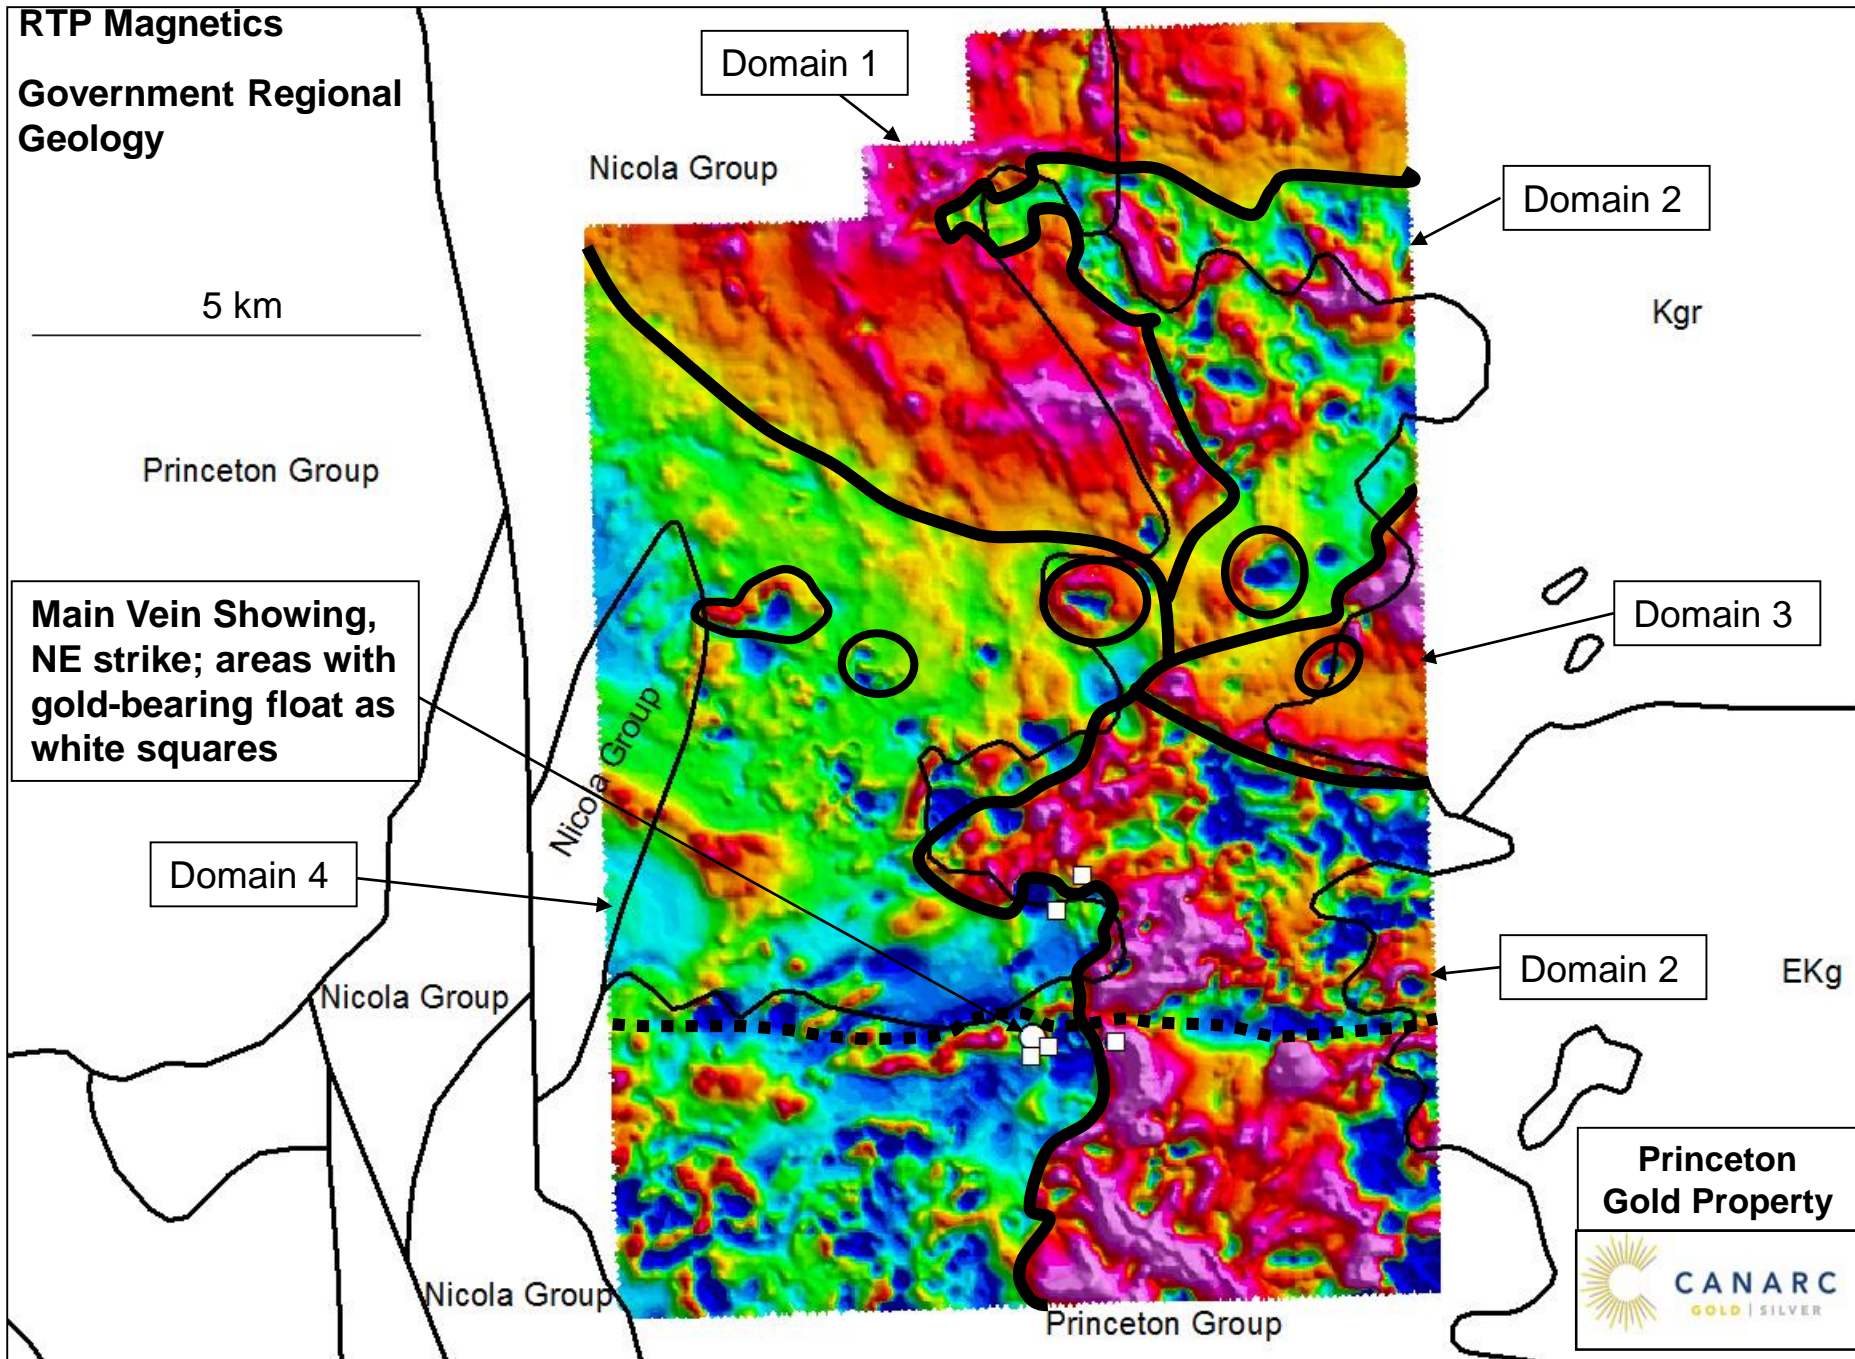 RTP Magnetics
Government Regional
Geology
Domain 1
Nicola Group
Domain 2
5 km
Kgr
Princeton Group
Main Vein Showing,
NE strike; areas with
gold-bearing float as
white squares
Domain 3
Nicola Group
Domain 4
Nicola Group
Domain 2
EKg
Princeton
Gold Property
Nicola Group
Princeton Group
CANARC
GOLD | SILVER